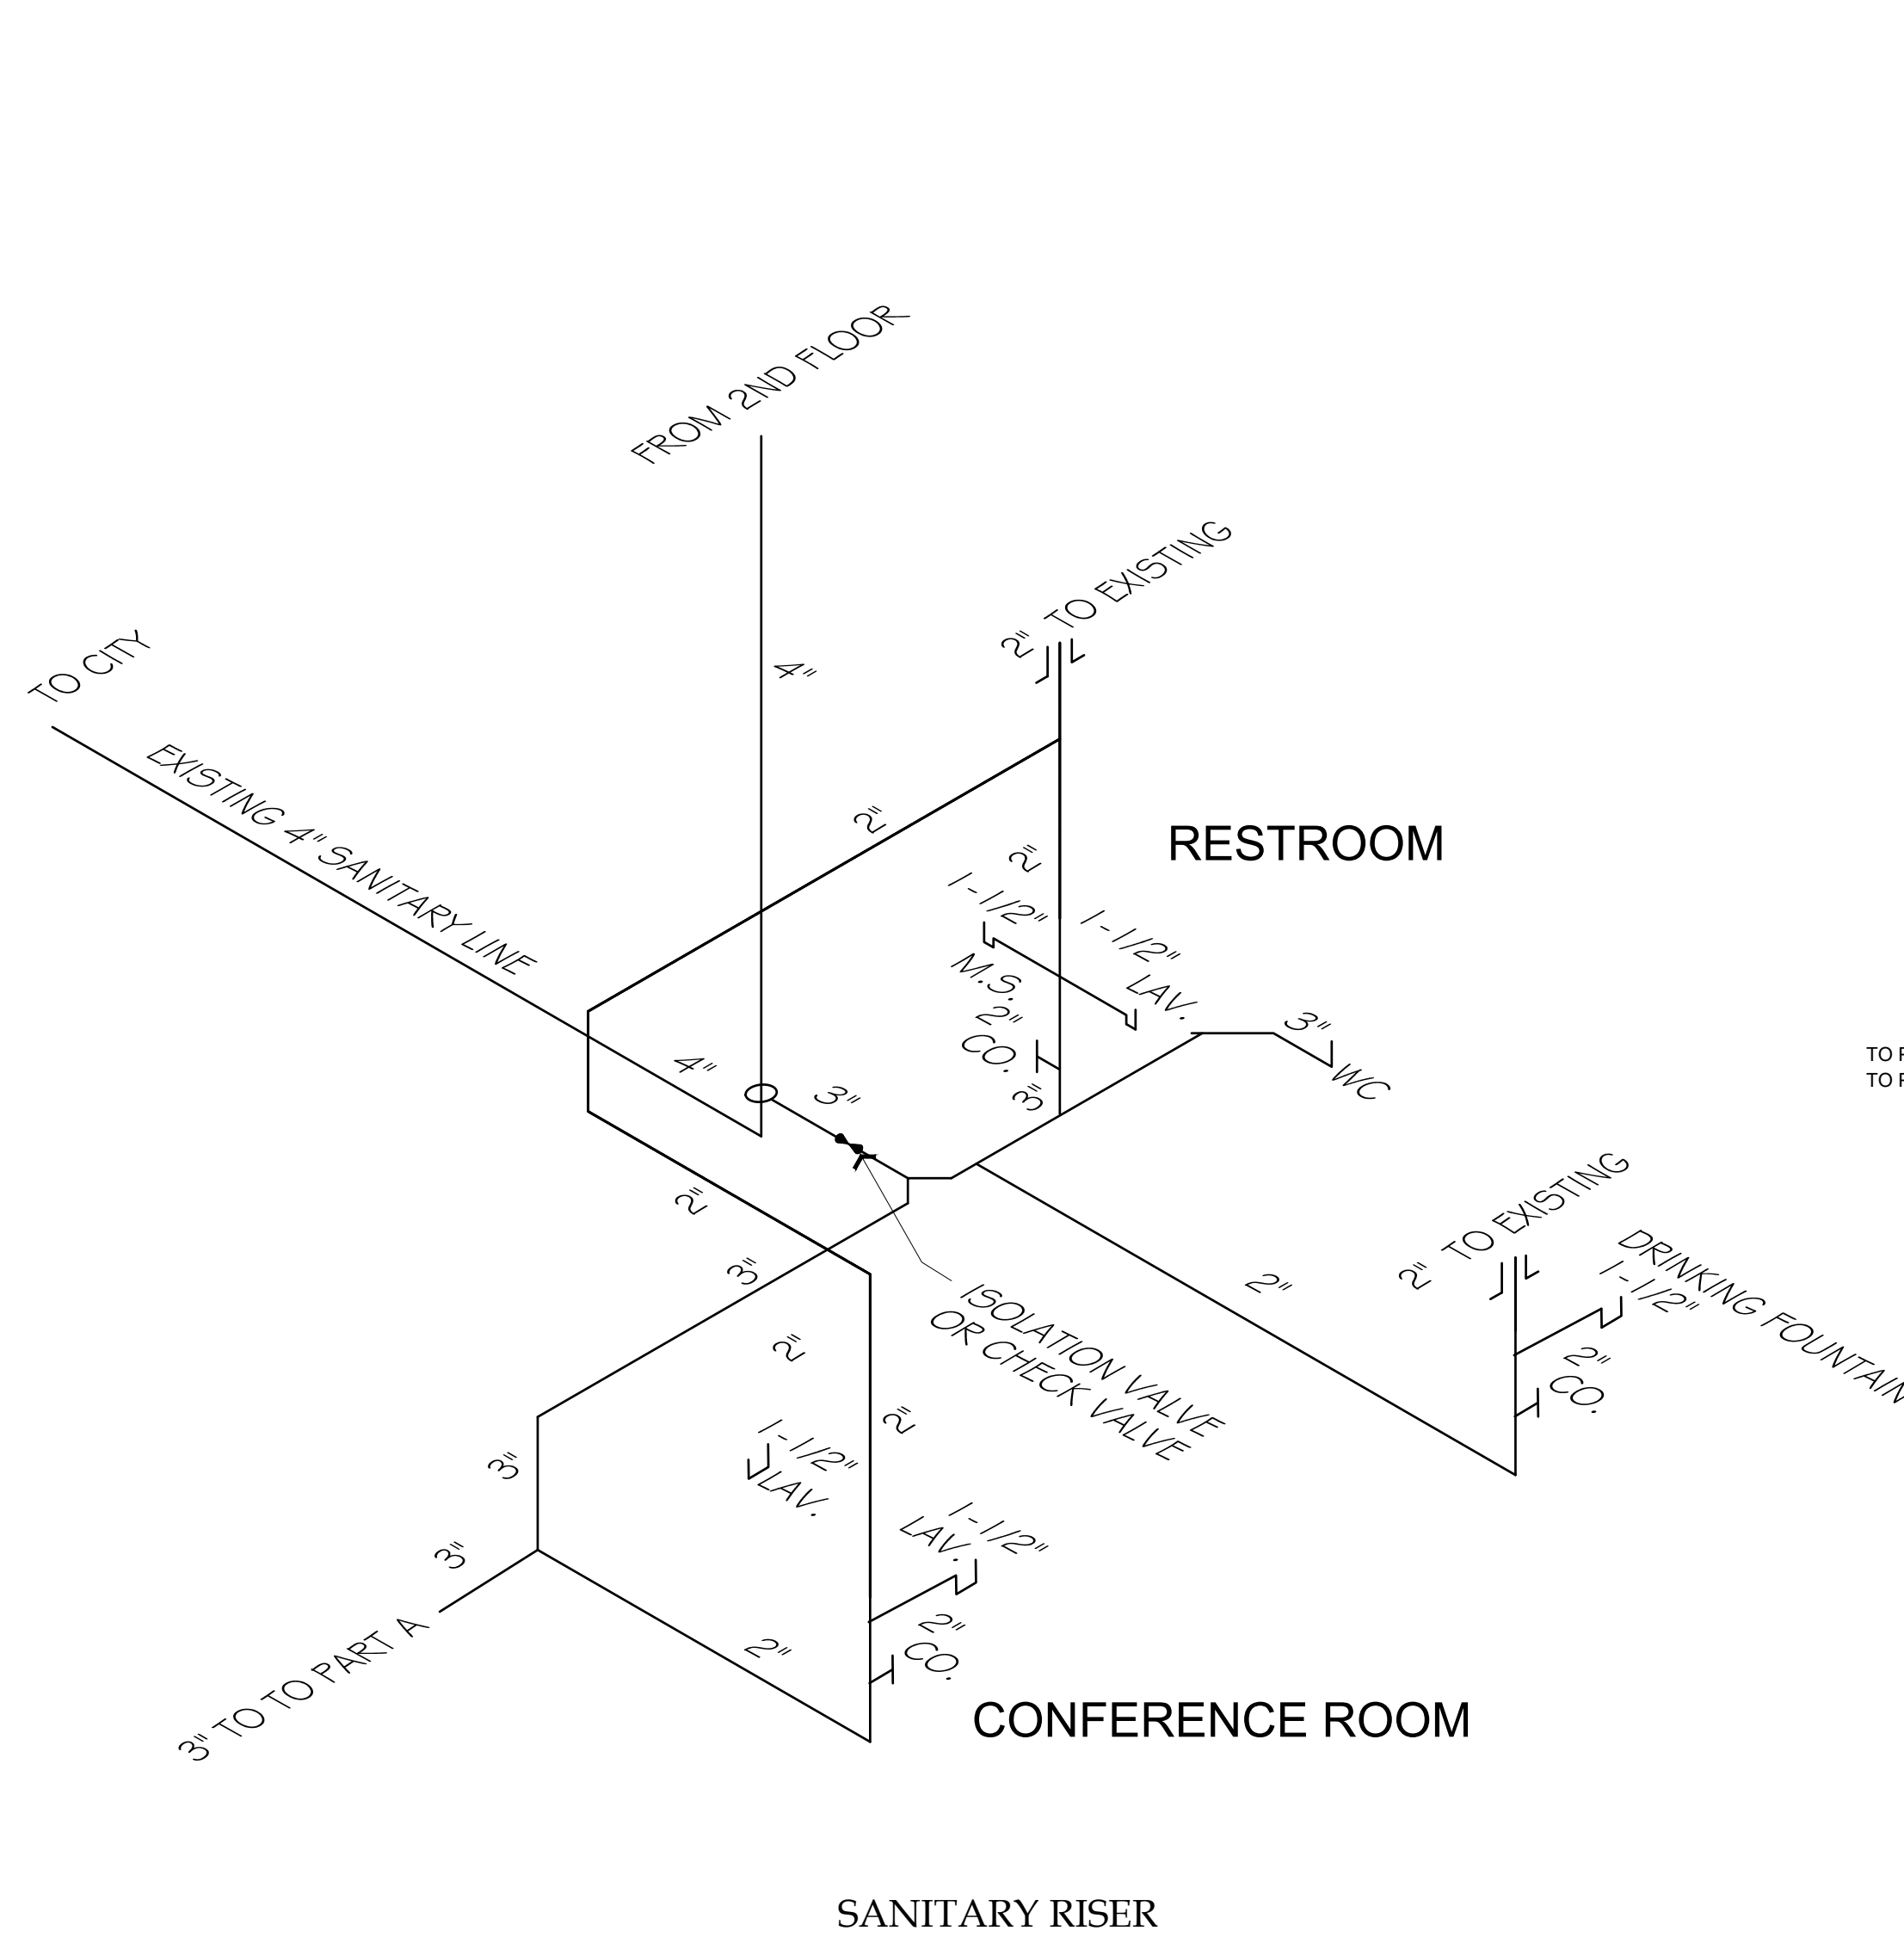 FROM 2ND FLOOR
2" TO EXISTING
TO CITY
4"
EXISTING 4" SANITARY LINE
2"
RESTROOM
2"
1-1/2"
1-1/2"
M.S.
LAV.
2"
CO.
3"
WC
4"
3"
3"
TO
TO
2"
3"
2" TO EXISTING
DRINKING FOUNTAIN
1-1/2"
2"
ISOLATION VALVE
OR CHECK VALVE
2"
CO.
2"
2"
1-1/2"
LAV.
3"
1-1/2"
LAV.
3"
2"
CO.
2"
3" TO TO PART A
CONFERENCE ROOM
SANITARY RISER